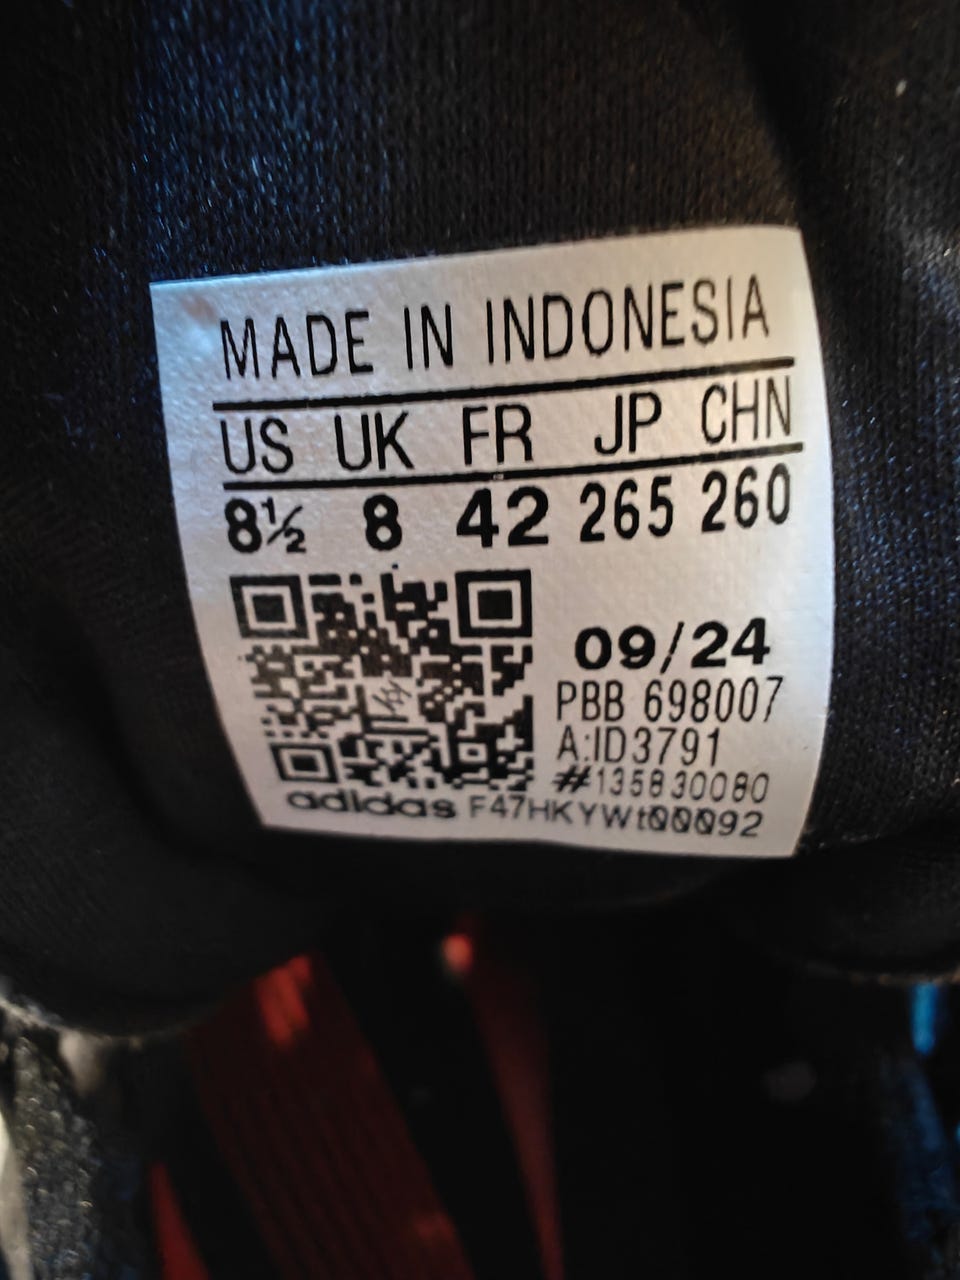 MADE IN INDONESIA
US UK FR JP CHN
8½ 8 42 265 260
09/24
PBB 698007
A:ID3791
#135830080
adidas F47HKYWt00092